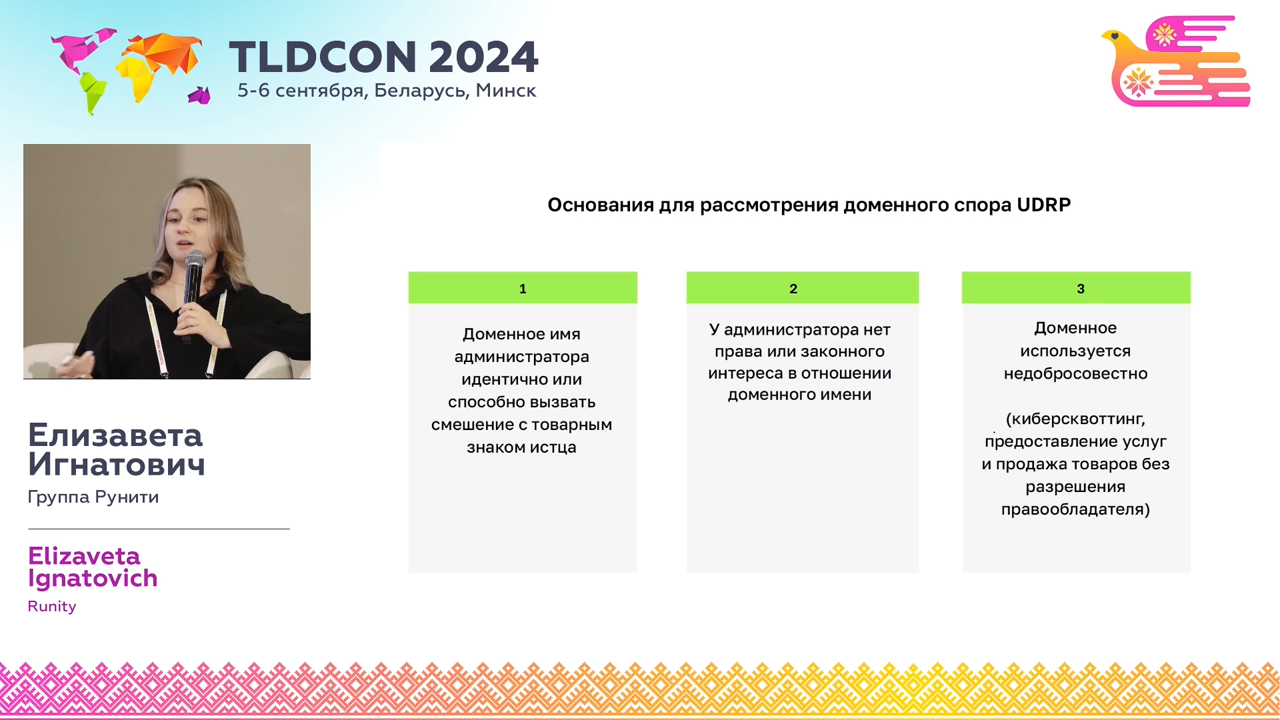 TLDCON 2024
5-6 сентября, Беларусь, Минск
Елизавета
Игнатович
Группа Рунити
Elizaveta
Ignatovich
Runity
Основания для рассмотрения доменного спора UDRP
1
Доменное имя
администратора
идентично или
способно вызвать
смешение с товарным
знаком истца
2
У администратора нет
права или законного
интереса в отношении
доменного имени
3
Доменное
используется
недобросовестно
(киберсквоттинг,
предоставление услуг
и продажа товаров без
разрешения
правообладателя)